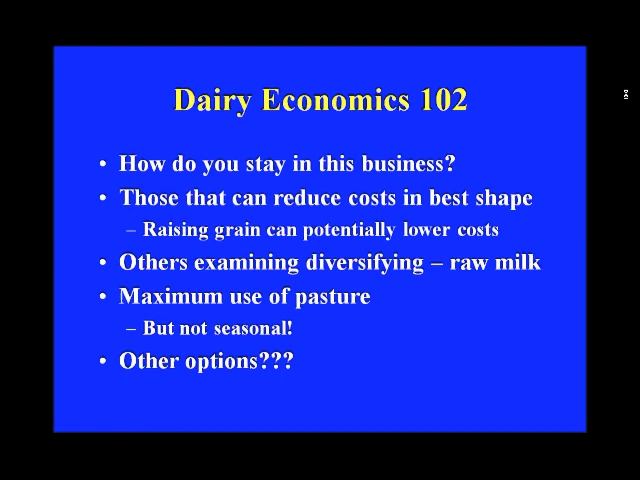 Dairy Economics 102
• How do you stay in this business?
• Those that can reduce costs in best shape
– Raising grain can potentially lower costs
• Others examining diversifying – raw milk
• Maximum use of pasture
– But not seasonal!
• Other options???